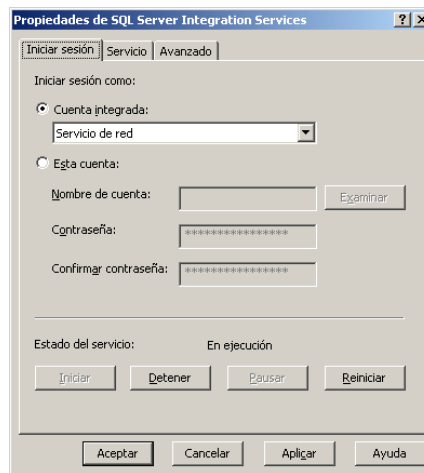 Propiedades de SQL Server Integration Services
Iniciar sesión Servicio Avanzado
Iniciar sesión como:
Cuenta integrada:
Servicio de red
Esta cuenta:
Nombre de cuenta: Examinar
Contraseña: ****************
Confirmar contraseña: ****************
Estado del servicio: En ejecución
Iniciar Detener Pausar Reiniciar
Aceptar Cancelar Aplicar Ayuda